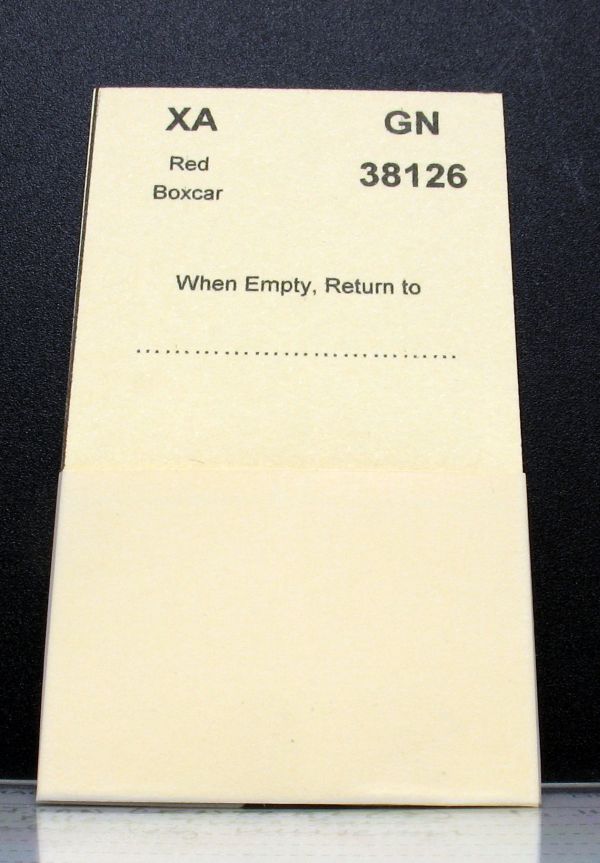 XA GN
Red 38126
Boxcar
When Empty, Return to
.................................